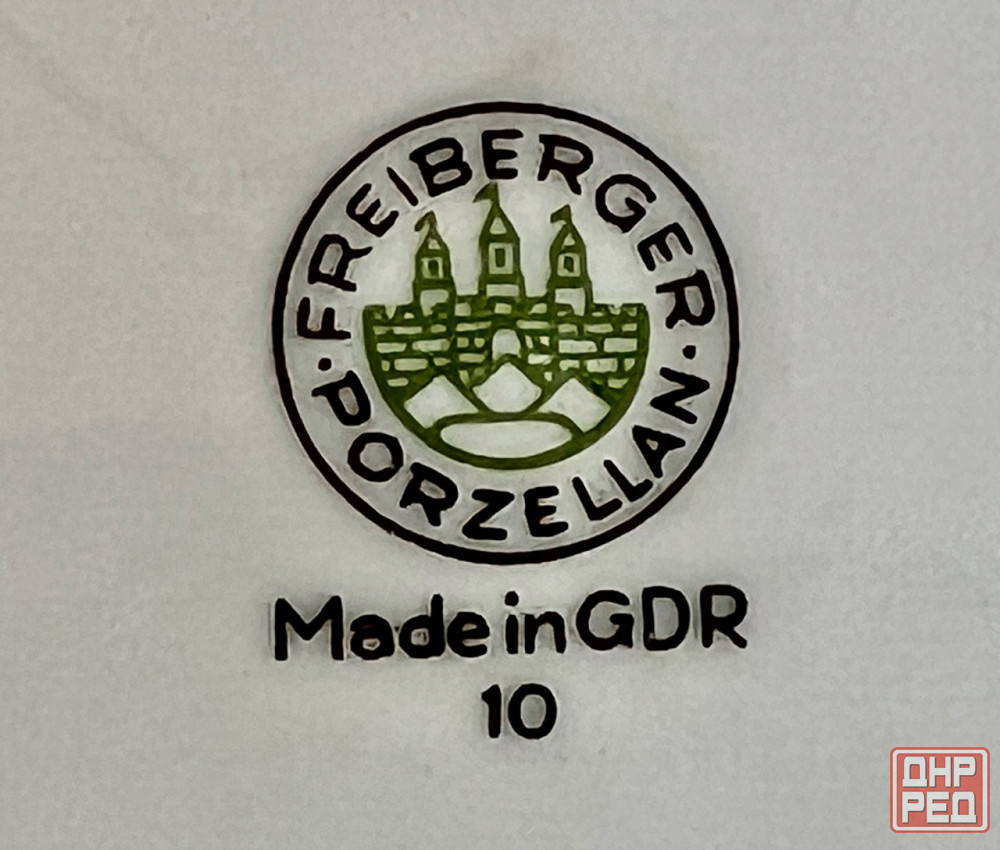 FREIBERGER
· PORZELLAN ·
Made in GDR
10
ДНР
РЕД